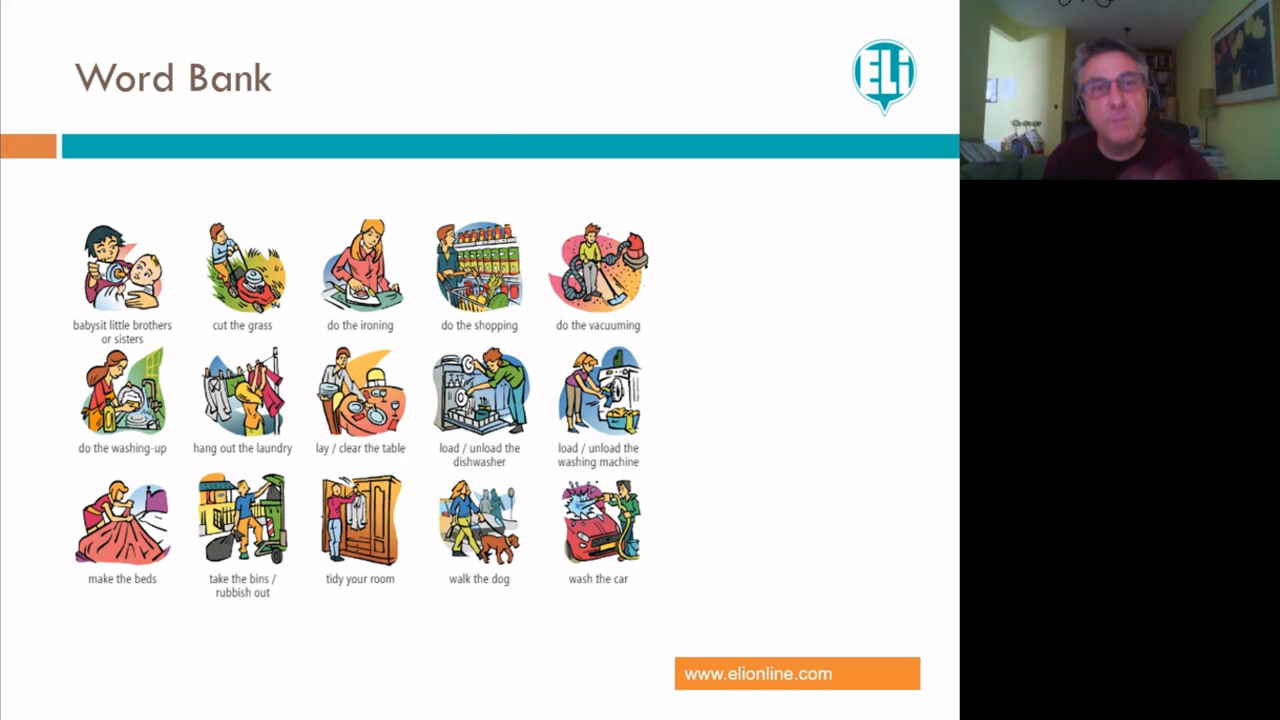 Word Bank
ELi
babysit little brothers
or sisters
cut the grass
do the ironing
do the shopping
do the vacuuming
do the washing-up
hang out the laundry
lay / clear the table
load / unload the
dishwasher
load / unload the
washing machine
make the beds
take the bins /
rubbish out
tidy your room
walk the dog
wash the car
www.elionline.com